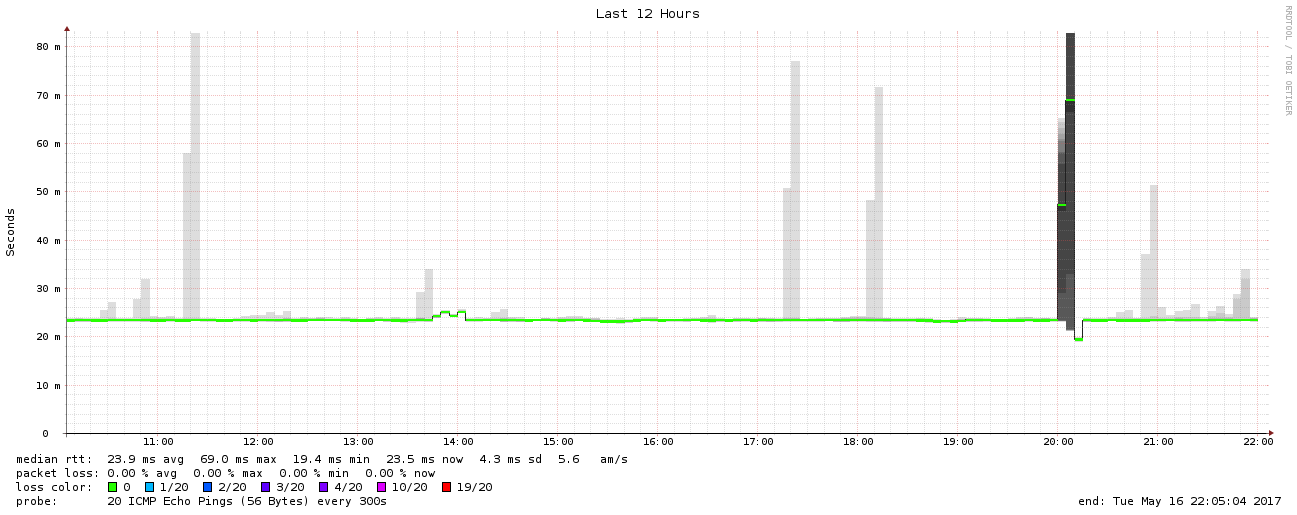 Last 12 Hours
RRDTOOL / TOBI OETIKER
Seconds
80 m
70 m
60 m
50 m
40 m
30 m
20 m
10 m
0
11:00 12:00 13:00 14:00 15:00 16:00 17:00 18:00 19:00 20:00 21:00 22:00
median rtt: 23.9 ms avg 69.0 ms max 19.4 ms min 23.5 ms now 4.3 ms sd 5.6 am/s
packet loss: 0.00 % avg 0.00 % max 0.00 % min 0.00 % now
loss color: 0 1/20 2/20 3/20 4/20 10/20 19/20
probe: 20 ICMP Echo Pings (56 Bytes) every 300s end: Tue May 16 22:05:04 2017